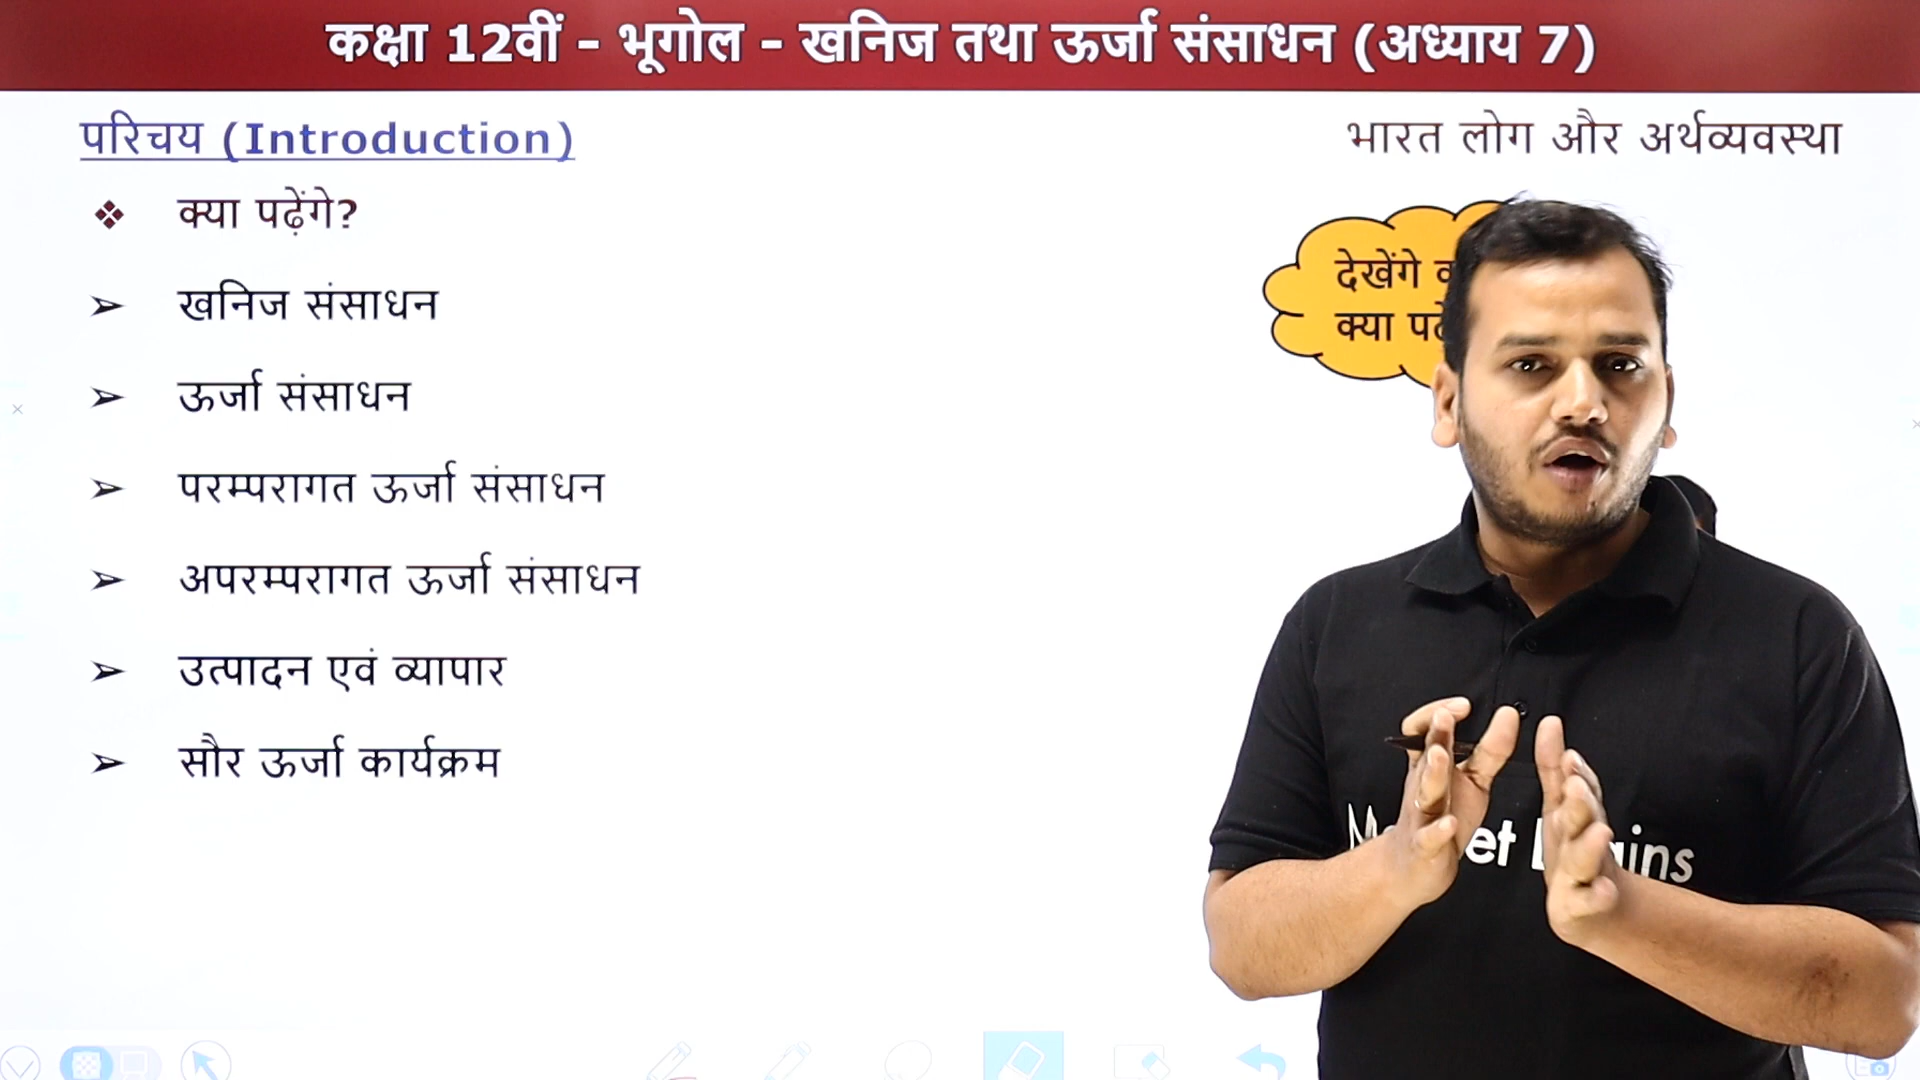 कक्षा 12वीं - भूगोल - खनिज तथा ऊर्जा संसाधन (अध्याय 7)
परिचय (Introduction)
भारत लोग और अर्थव्यवस्था
❖ क्या पढ़ेंगे?
➢ खनिज संसाधन
➢ ऊर्जा संसाधन
➢ परम्परागत ऊर्जा संसाधन
➢ अपरम्परागत ऊर्जा संसाधन
➢ उत्पादन एवं व्यापार
➢ सौर ऊर्जा कार्यक्रम
देखेंगे
क्या